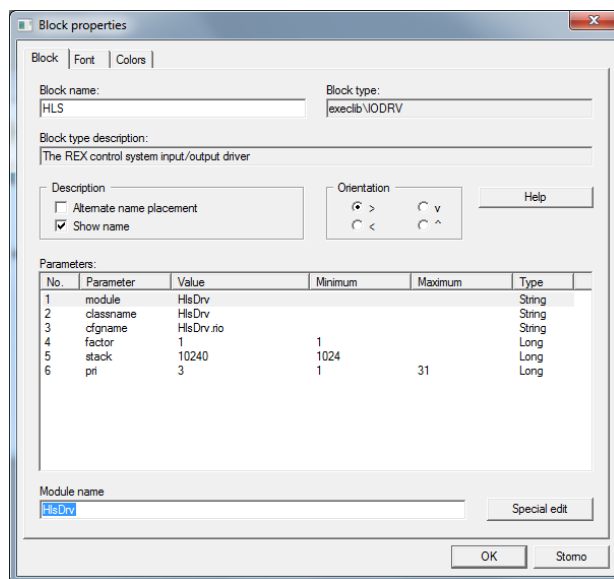 Block properties
Block Font Colors
Block name: Block type:
HLS execlib\IODRV
Block type description:
The REX control system input/output driver
Description Orientation Help
Alternate name placement > v
Show name < ^
Parameters:
No. Parameter Value Minimum Maximum Type
1 module HlsDrv String
2 classname HlsDrv String
3 cfgname HlsDrv.rio String
4 factor 1 1 Long
5 stack 10240 1024 Long
6 pri 3 1 31 Long
Module name
HlsDrv Special edit
OK Storno